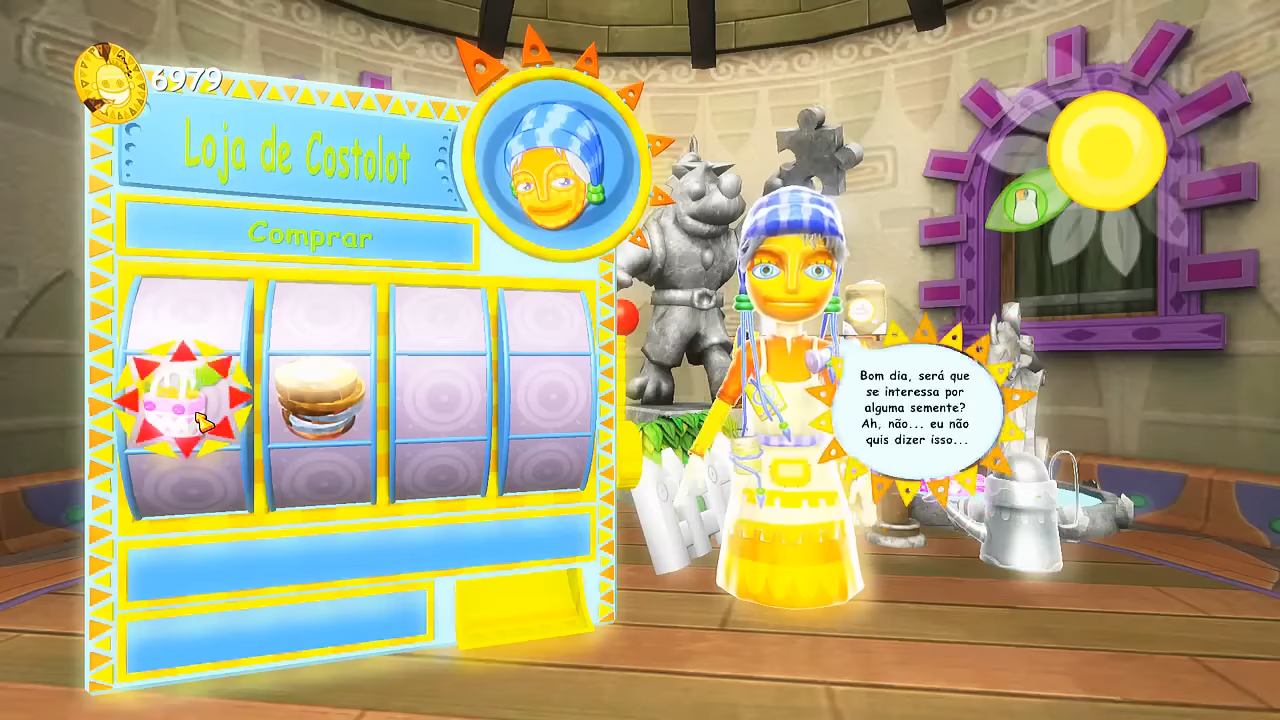 6979
Loja de Costolot
Comprar
Bom dia, será que
se interessa por
alguma semente?
Ah, não... eu não
quis dizer isso...